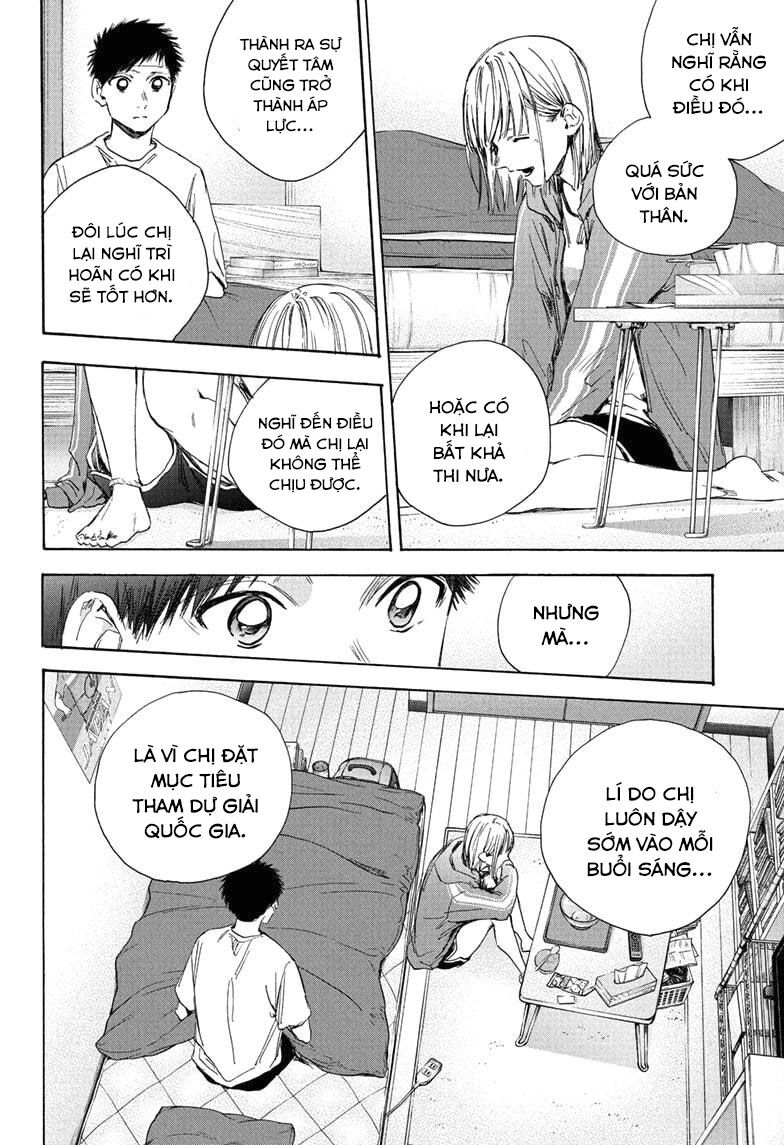 CHỊ VẪN
NGHĨ RẰNG
CÓ KHI
ĐIỀU ĐÓ...
QUÁ SỨC
VỚI BẢN
THÂN.
HOẶC CÓ
KHI LẠI
BẤT KHẢ
THI NƯA.
THÀNH RA SỰ
QUYẾT TÂM
CŨNG TRỞ
THÀNH ÁP
LỰC...
ĐÔI LÚC CHỊ
LẠI NGHĨ TRÌ
HOÃN CÓ KHI
SẼ TỐT HƠN.
NGHĨ ĐẾN ĐIỀU
ĐÓ MÀ CHỊ LẠI
KHÔNG THỂ
CHỊU ĐƯỢC.
NHƯNG
MÀ...
LÍ DO CHỊ
LUÔN DẬY
SỚM VÀO MỖI
BUỔI SÁNG...
LÀ VÌ CHỊ ĐẶT
MỤC TIÊU
THAM DỰ GIẢI
QUỐC GIA.